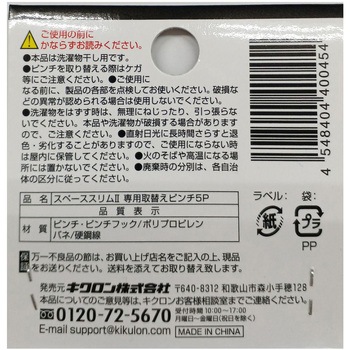 ご使用の前に
かならずお読みください。
●本品は洗濯物干し用です。
●ピンチを取り替える際はケガ
等にご注意ください。●ご使用に
なる前に、製品の各部を点検してお使いください。破損な
どの異常が認められる場合は使用しないでください。
●洗濯物をはずす時は、無理にねじったり、引っ張らな
いでください。本品や洗濯物が破損する場合がありま
す。●直射日光に長時間さらすと退
色・劣化することがあります。使用にならない時
は屋内に保管してください。●火のそばや高温になる場
所には置かないでください。●廃棄時の分別は、各自治
体の区分に従ってください。
4 548404 400454
品名 スペーススリムⅡ 専用取替えピンチ5P
品質表示
材質 ピンチ・ピンチフック/ポリプロピレン
バネ/硬鋼線
ラベル: 袋:
紙 プラ
PP
万一不良品の節は、お買い上げ店名をご記入の上、現品
をお送りください。送料を添えてお取り替えいたします。
発売元 キクロン株式会社 〒640-8312 和歌山市森小手穂128
本品についてのご意見等は、キクロンお客様相談室までご連絡ください。
0120-72-5670 受付時間 10:00〜17:00
E-mail support@kikulon.com MADE IN CHINA